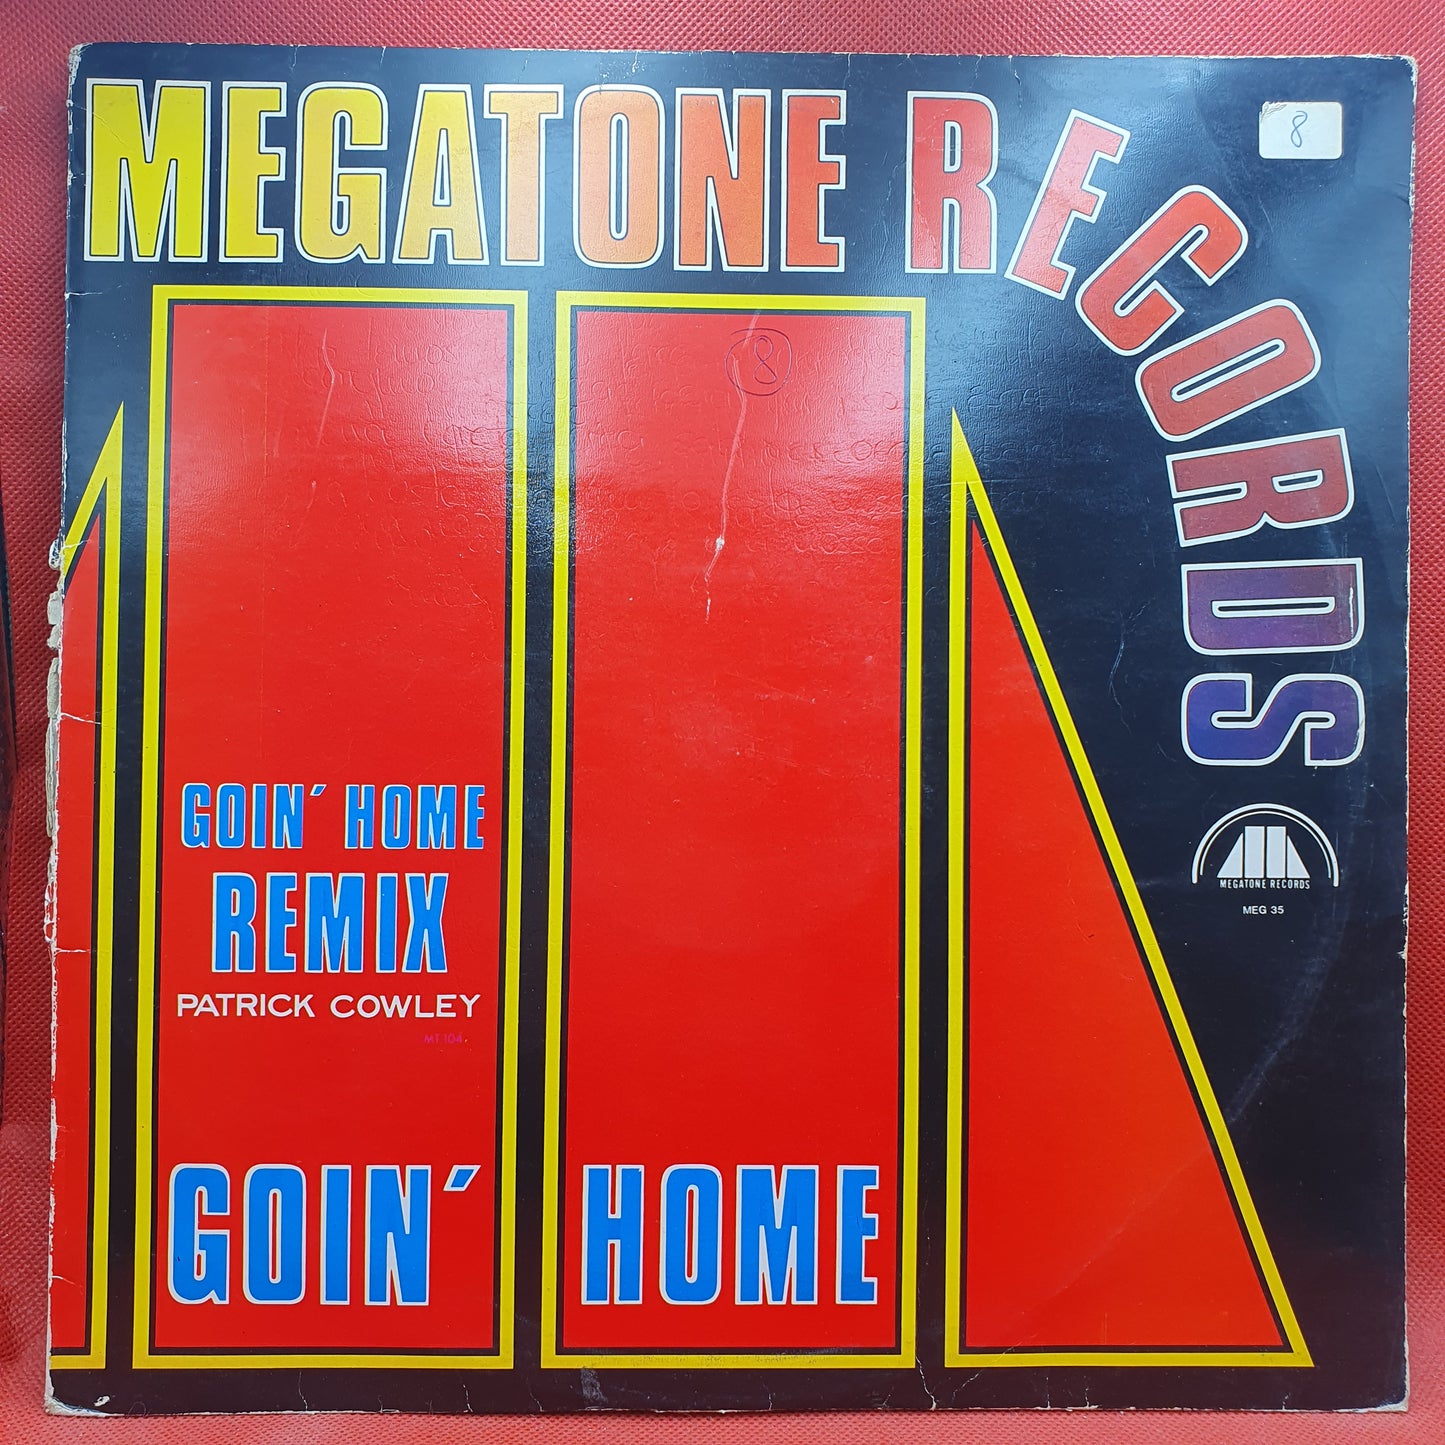 MEGATONE RECORDS
8
8
GOIN' HOME
REMIX
PATRICK COWLEY
MT 104
MEGATONE RECORDS
MEG 35
GOIN' HOME